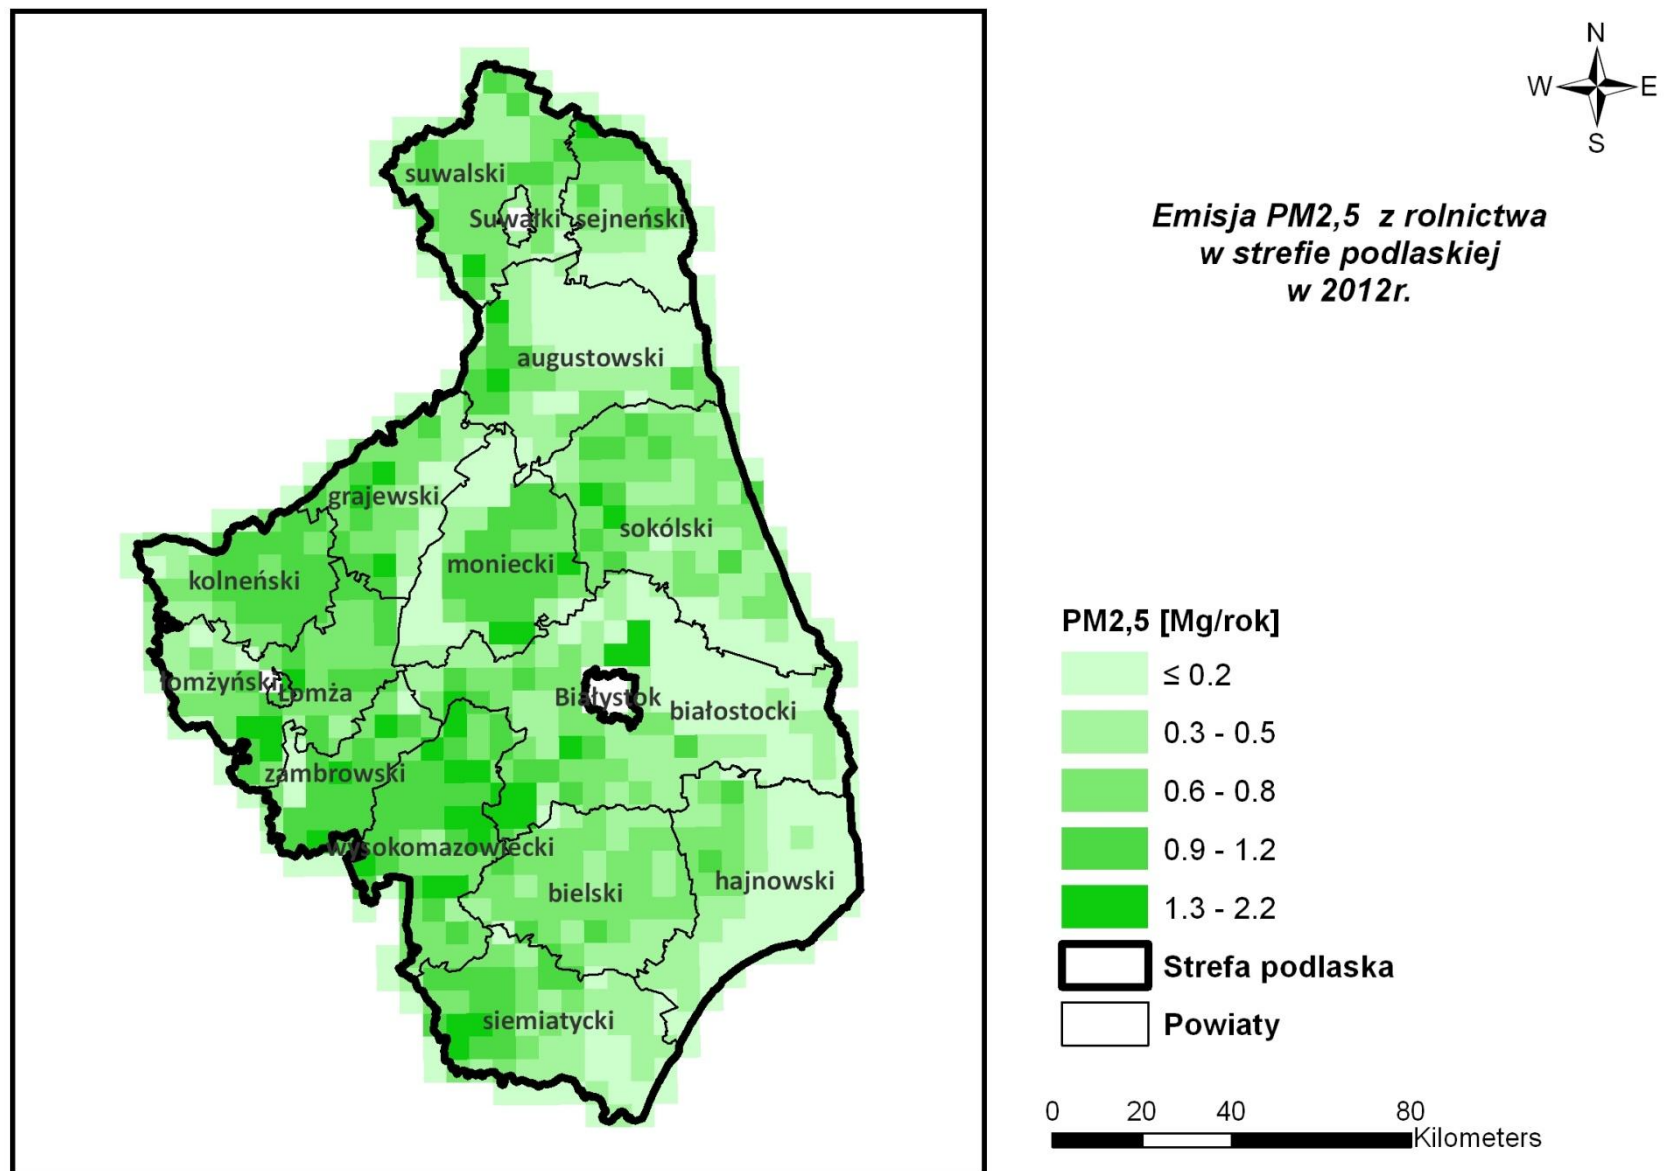 N
W E
S
Emisja PM2,5 z rolnictwa
w strefie podlaskiej
w 2012r.
suwalski
Suwałki sejneński
augustowski
grajewski
sokólski
moniecki
kolneński
łomżyński Łomża
Białystok
białostocki
zambrowski
wysokomazowiecki
bielski
hajnowski
siemiatycki
PM2,5 [Mg/rok]
≤ 0.2
0.3 - 0.5
0.6 - 0.8
0.9 - 1.2
1.3 - 2.2
Strefa podlaska
Powiaty
0 20 40 80
Kilometers